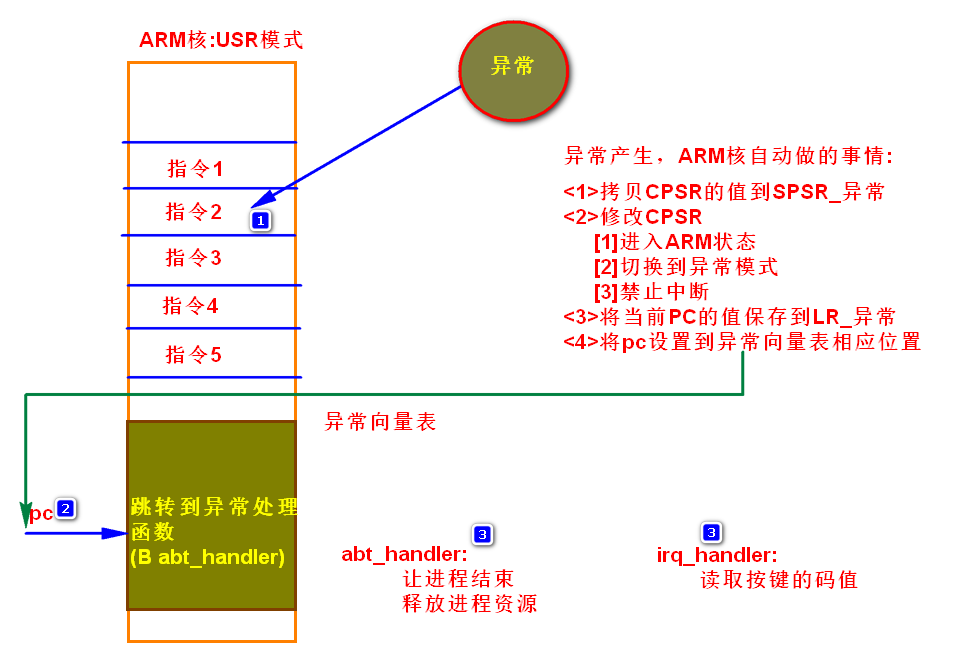 ARM核:USR模式
异常
指令1
指令2
1
指令3
指令4
指令5
异常产生，ARM核自动做的事情:
<1>拷贝CPSR的值到SPSR_异常
<2>修改CPSR
[1]进入ARM状态
[2]切换到异常模式
[3]禁止中断
<3>将当前PC的值保存到LR_异常
<4>将pc设置到异常向量表相应位置
异常向量表
pc
2
跳转到异常处理
函数
(B abt_handler)
3
abt_handler:
让进程结束
释放进程资源
3
irq_handler:
读取按键的码值